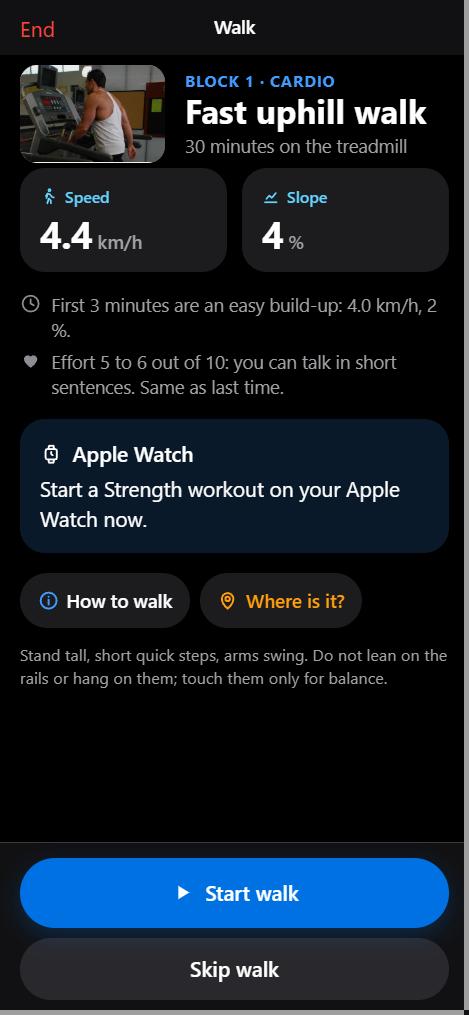 End
Walk
BLOCK 1 · CARDIO
Fast uphill walk
30 minutes on the treadmill
Speed
4.4 km/h
Slope
4 %
First 3 minutes are an easy build-up: 4.0 km/h, 2
%.
Effort 5 to 6 out of 10: you can talk in short
sentences. Same as last time.
Apple Watch
Start a Strength workout on your Apple
Watch now.
How to walk
Where is it?
Stand tall, short quick steps, arms swing. Do not lean on the
rails or hang on them; touch them only for balance.
Start walk
Skip walk